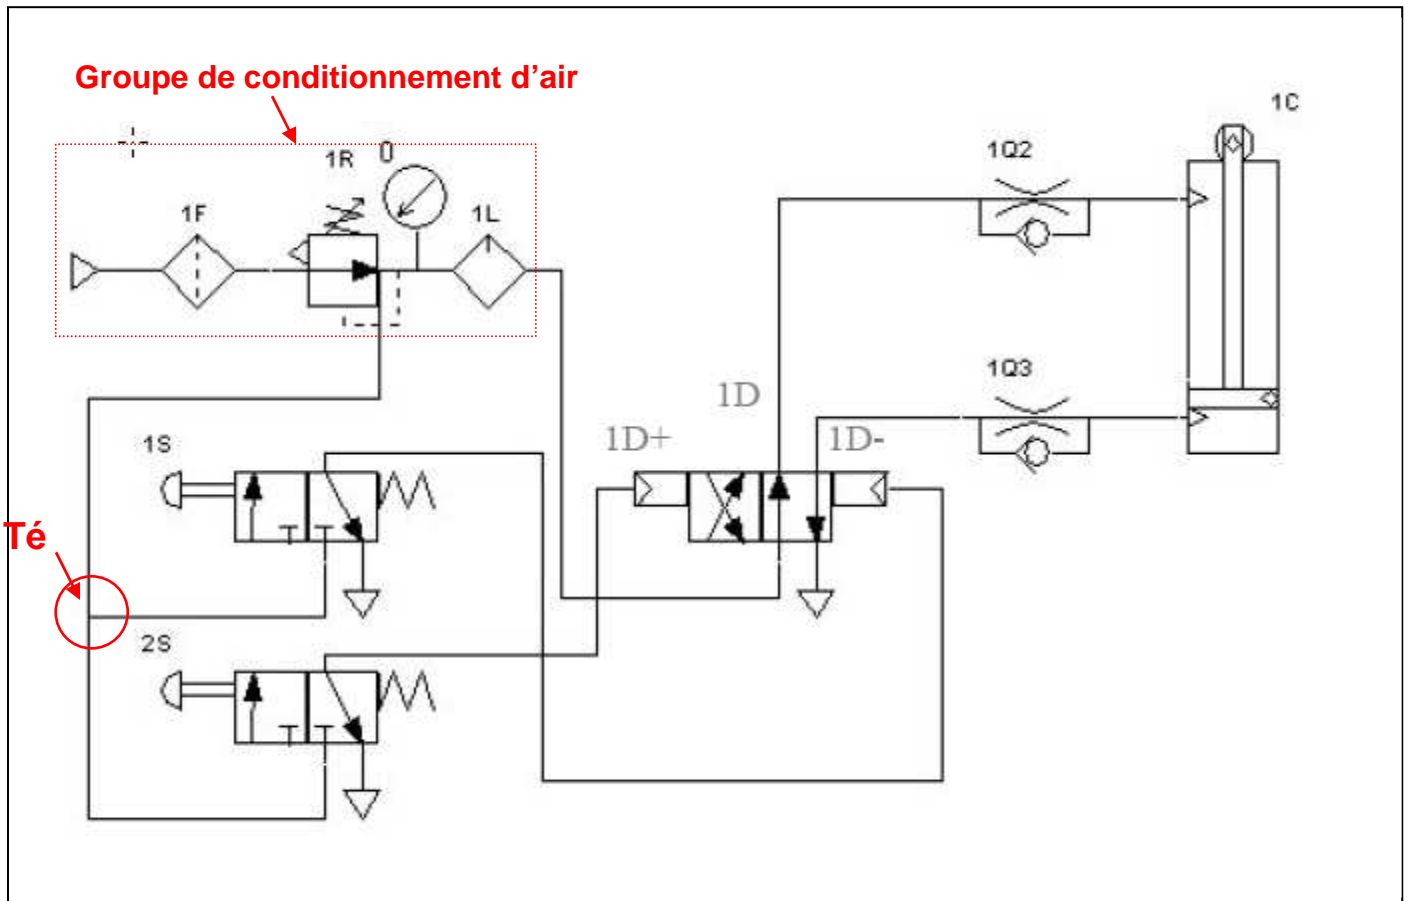 Groupe de conditionnement d’air
1C
1R
0
1Q2
1F
1L
1Q3
1D
1D+
1D-
1S
Té
2S